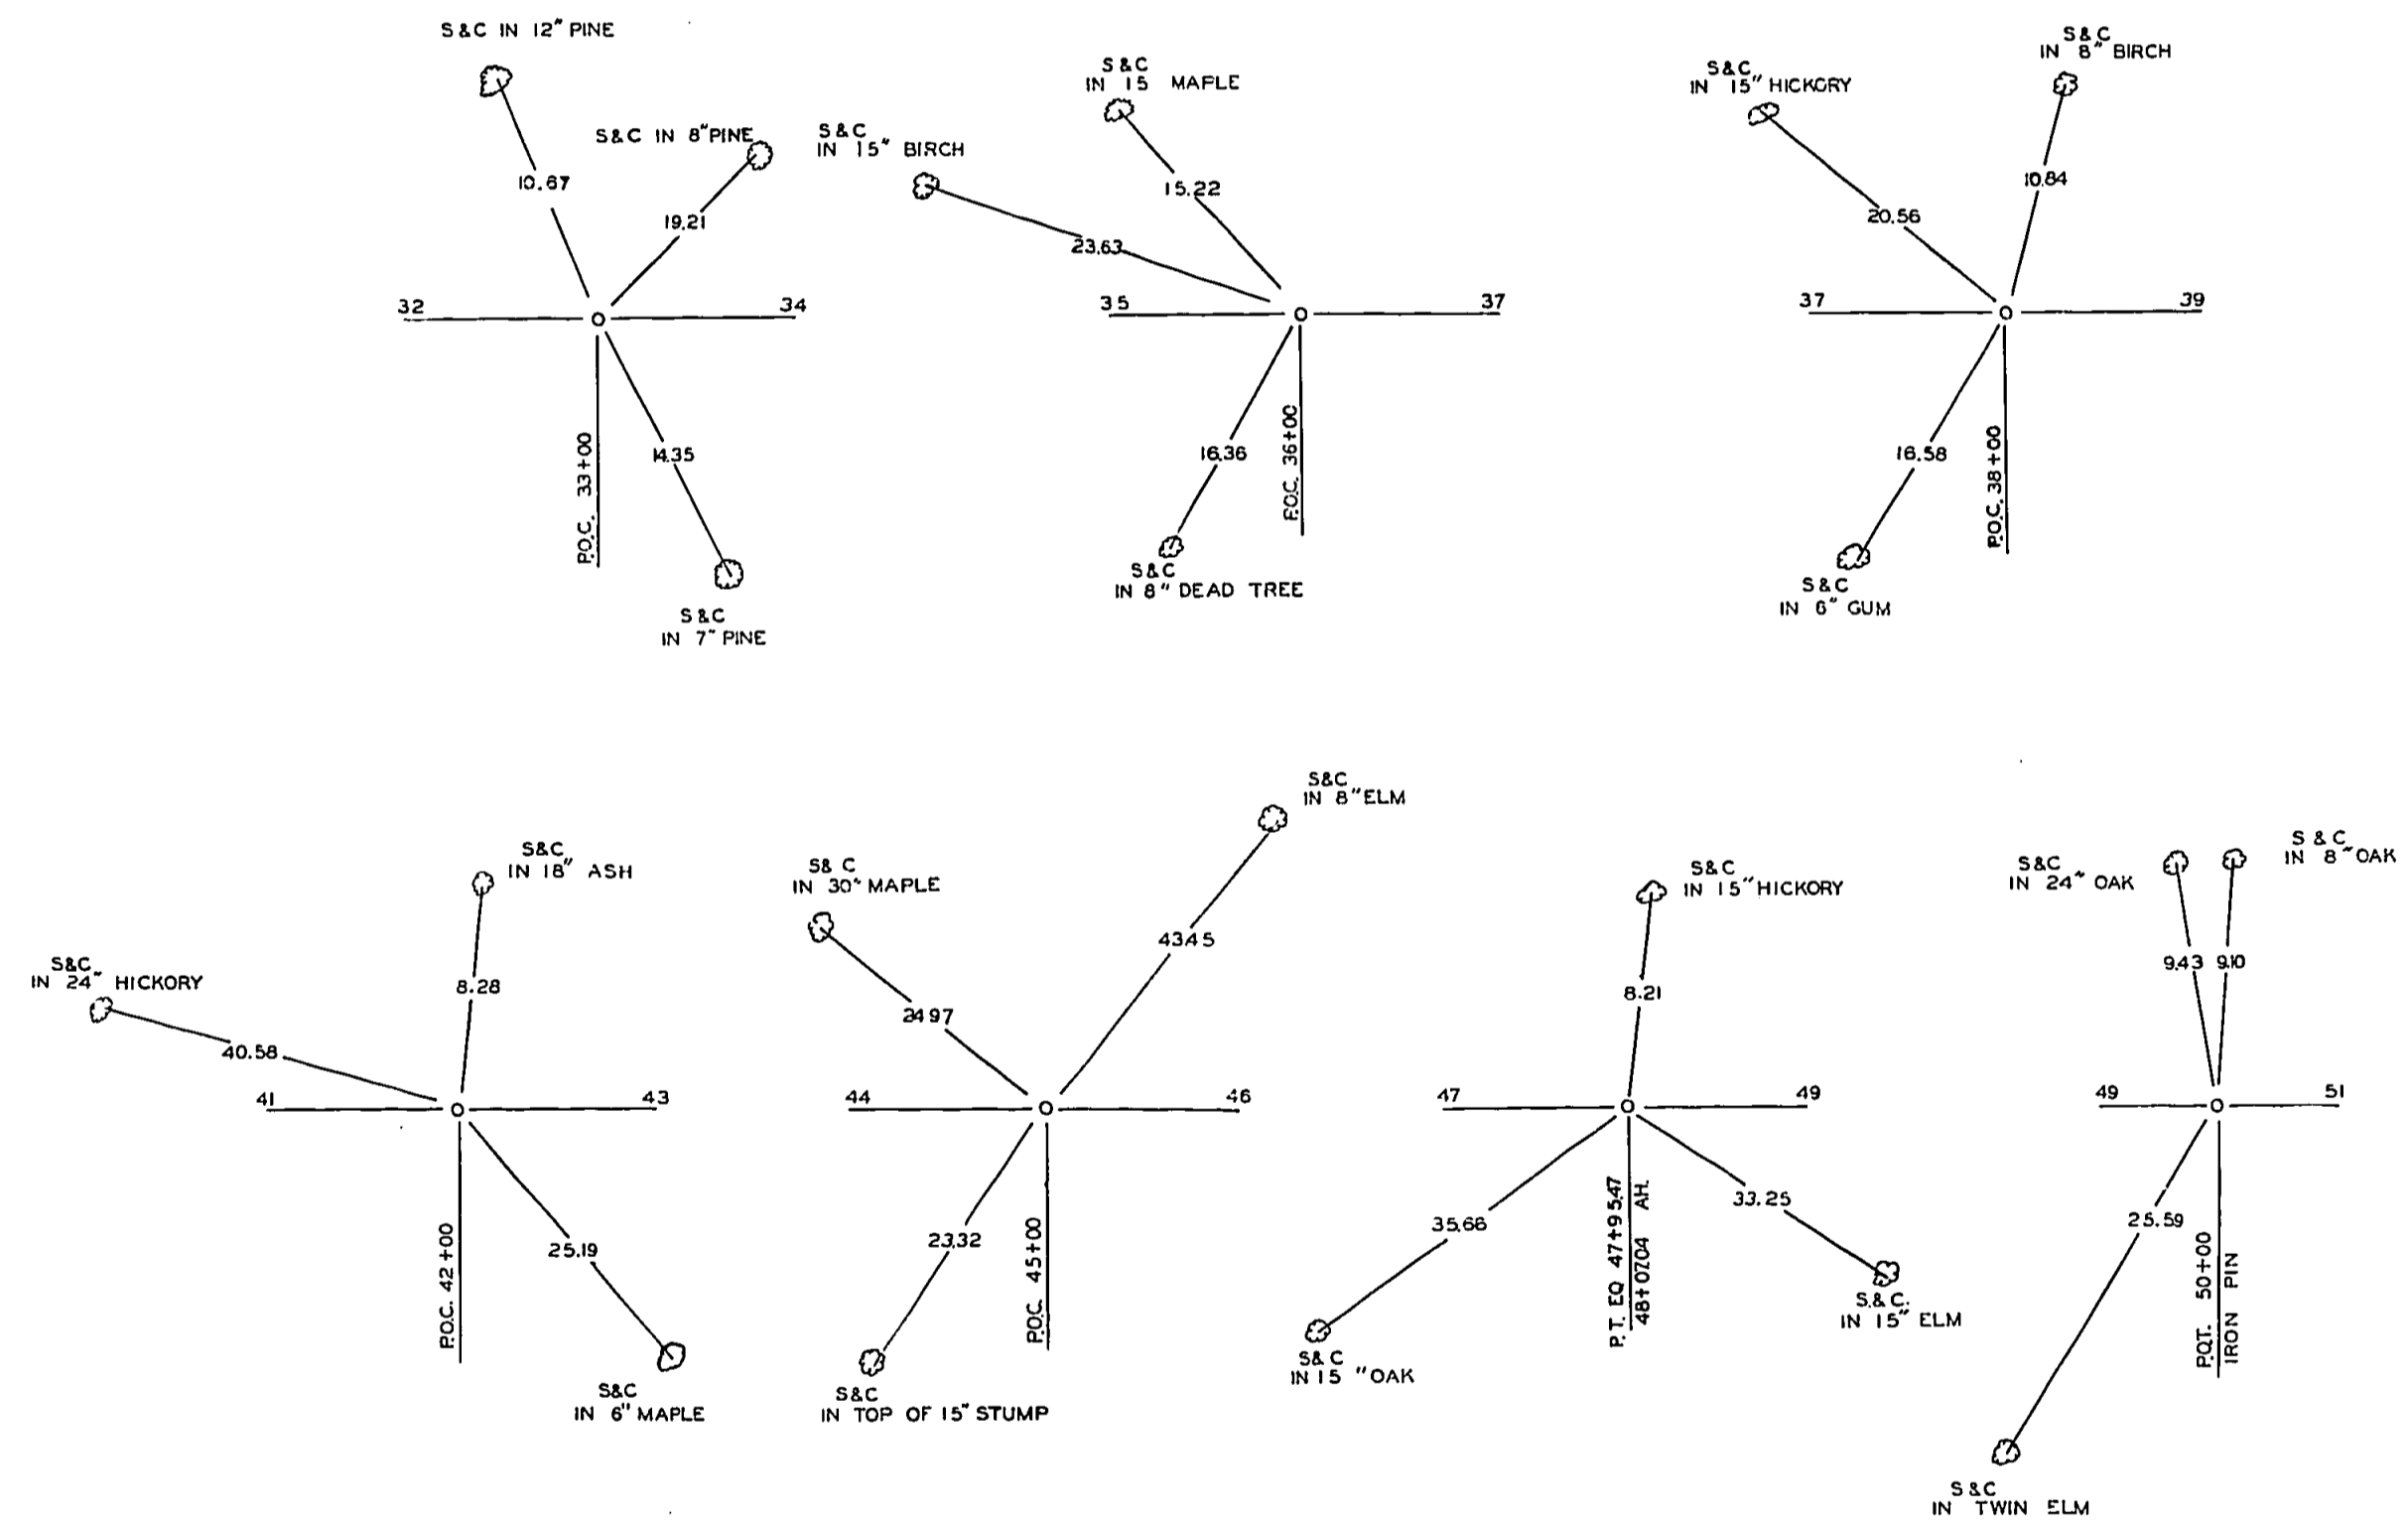 S&C IN 12" PINE
S&C IN 8" PINE
10.67
19.21
32
34
14.35
P.O.C. 33+00
S&C
IN 7" PINE
S&C
IN 15 MAPLE
S&C
IN 15" BIRCH
15.22
23.63
35
37
16.36
P.O.C. 36+00
S&C
IN 8" DEAD TREE
S&C
IN 8" BIRCH
S&C
IN 15" HICKORY
10.84
20.56
37
39
16.58
P.O.C. 38+00
S&C
IN 6" GUM
S&C
IN 18" ASH
S&C
IN 24" HICKORY
8.28
40.58
41
43
25.19
P.O.C. 42+00
S&C
IN 6" MAPLE
S&C
IN 8" ELM
S& C
IN 30" MAPLE
43.45
24.97
44
46
23.32
P.O.C. 45+00
S&C
IN TOP OF 15" STUMP
S&C
IN 15" HICKORY
8.21
47
49
33.25
35.66
P.T. EQ 47+95.47
48+07.04 AH.
S.& C.
IN 15" ELM
S& C
IN 15 "OAK
S & C
IN 8" OAK
S&C
IN 24" OAK
9.43
9.10
49
51
25.59
P.O.T. 50+00
IRON PIN
S &C
IN TWIN ELM